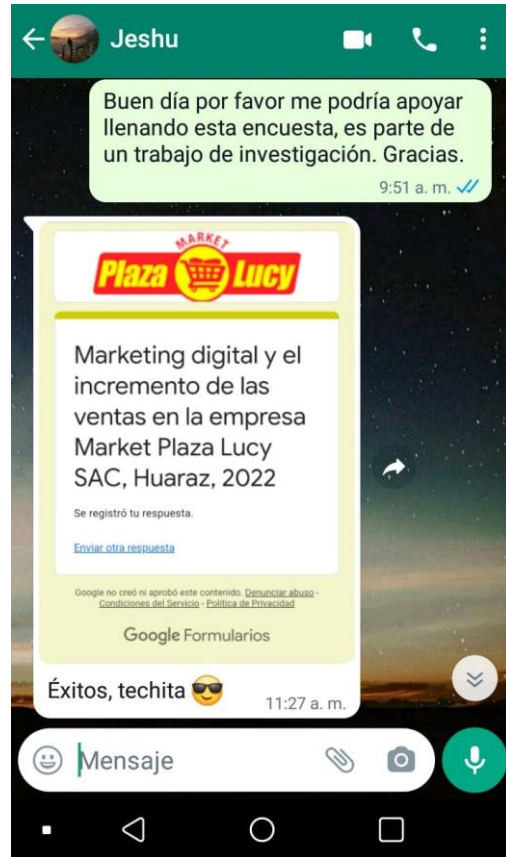 Jeshu
Buen día por favor me podría apoyar
llenando esta encuesta, es parte de
un trabajo de investigación. Gracias.
9:51 a. m.
MARKET
Plaza Lucy
Marketing digital y el
incremento de las
ventas en la empresa
Market Plaza Lucy
SAC, Huaraz, 2022
Se registró tu respuesta.
Enviar otra respuesta
Google no creó ni aprobó este contenido. Denunciar abuso -
Condiciones del Servicio - Política de Privacidad
Google Formularios
Éxitos, techita 😎
11:27 a. m.
Mensaje